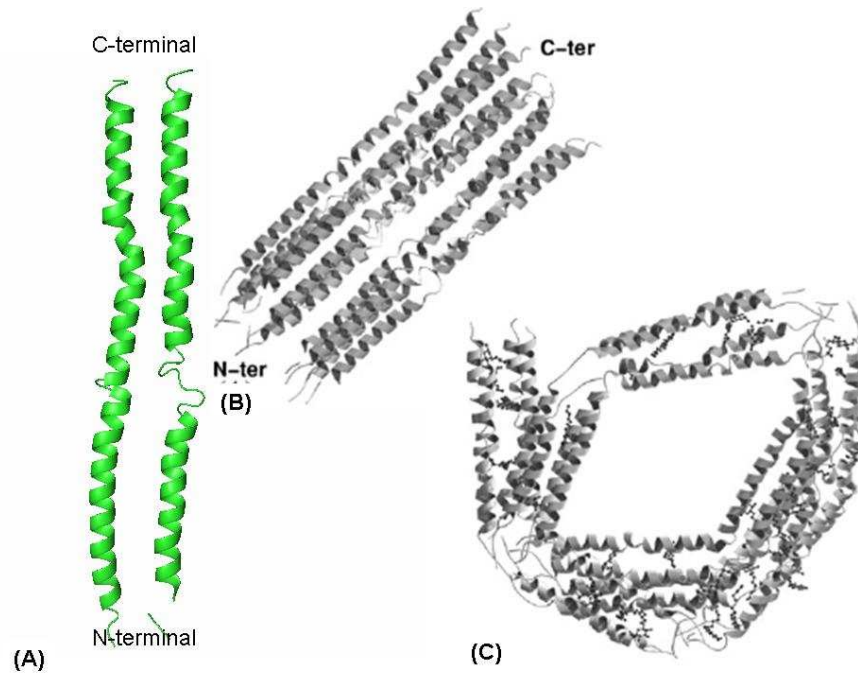 C-terminal
C-ter
N-ter
(B)
N-terminal
(A)
(C)